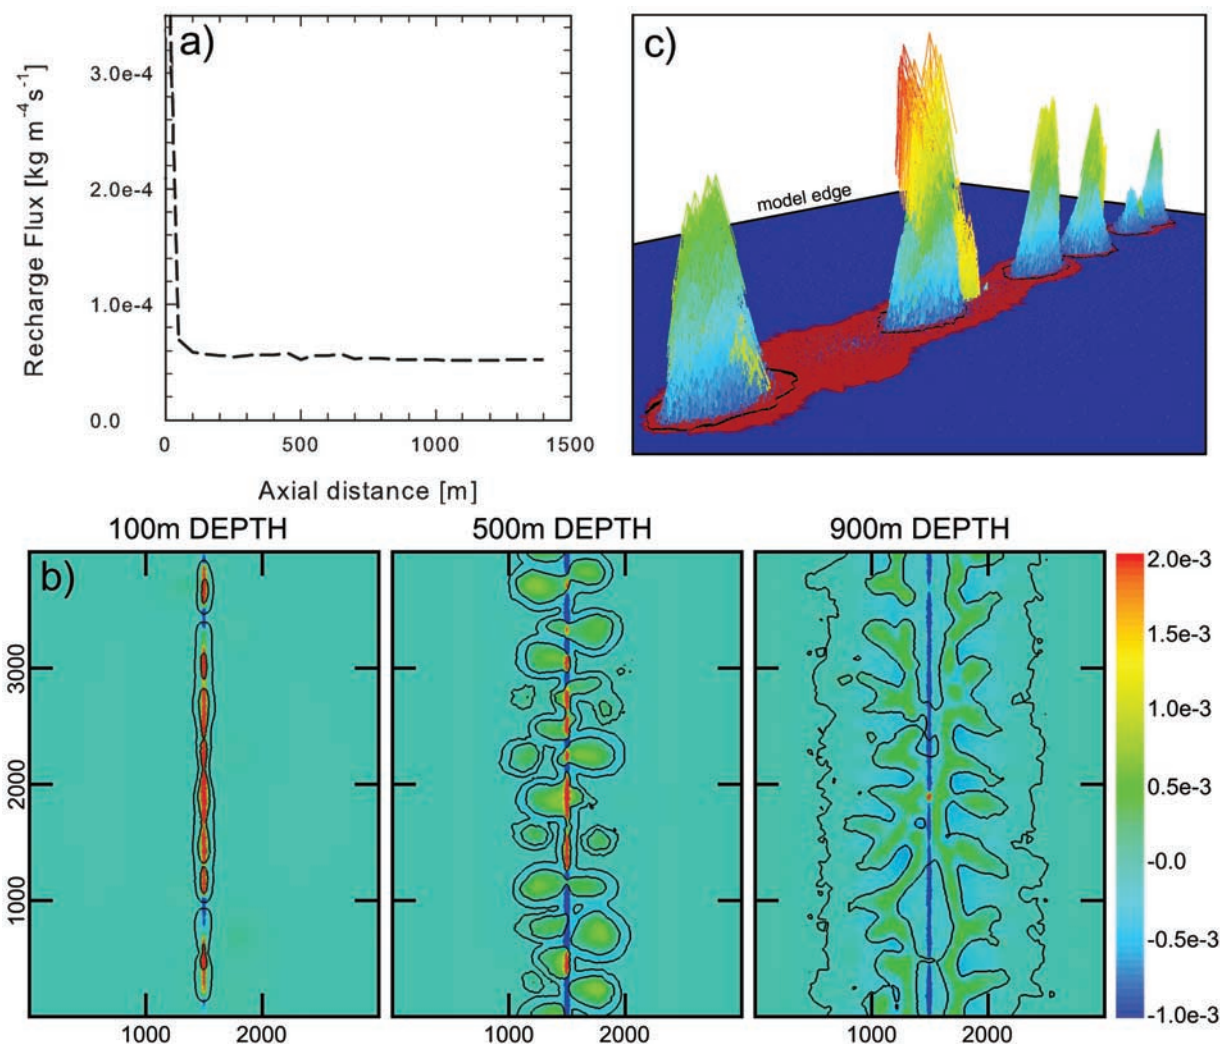 a)
Recharge Flux [kg m⁻⁴s⁻¹]
3.0e-4
2.0e-4
1.0e-4
0.0
0 500 1000 1500
Axial distance [m]
c)
model edge
100m DEPTH 500m DEPTH 900m DEPTH
b)
3000
2000
1000
1000 2000 1000 2000 1000 2000
2.0e-3
1.5e-3
1.0e-3
0.5e-3
-0.0
-0.5e-3
-1.0e-3